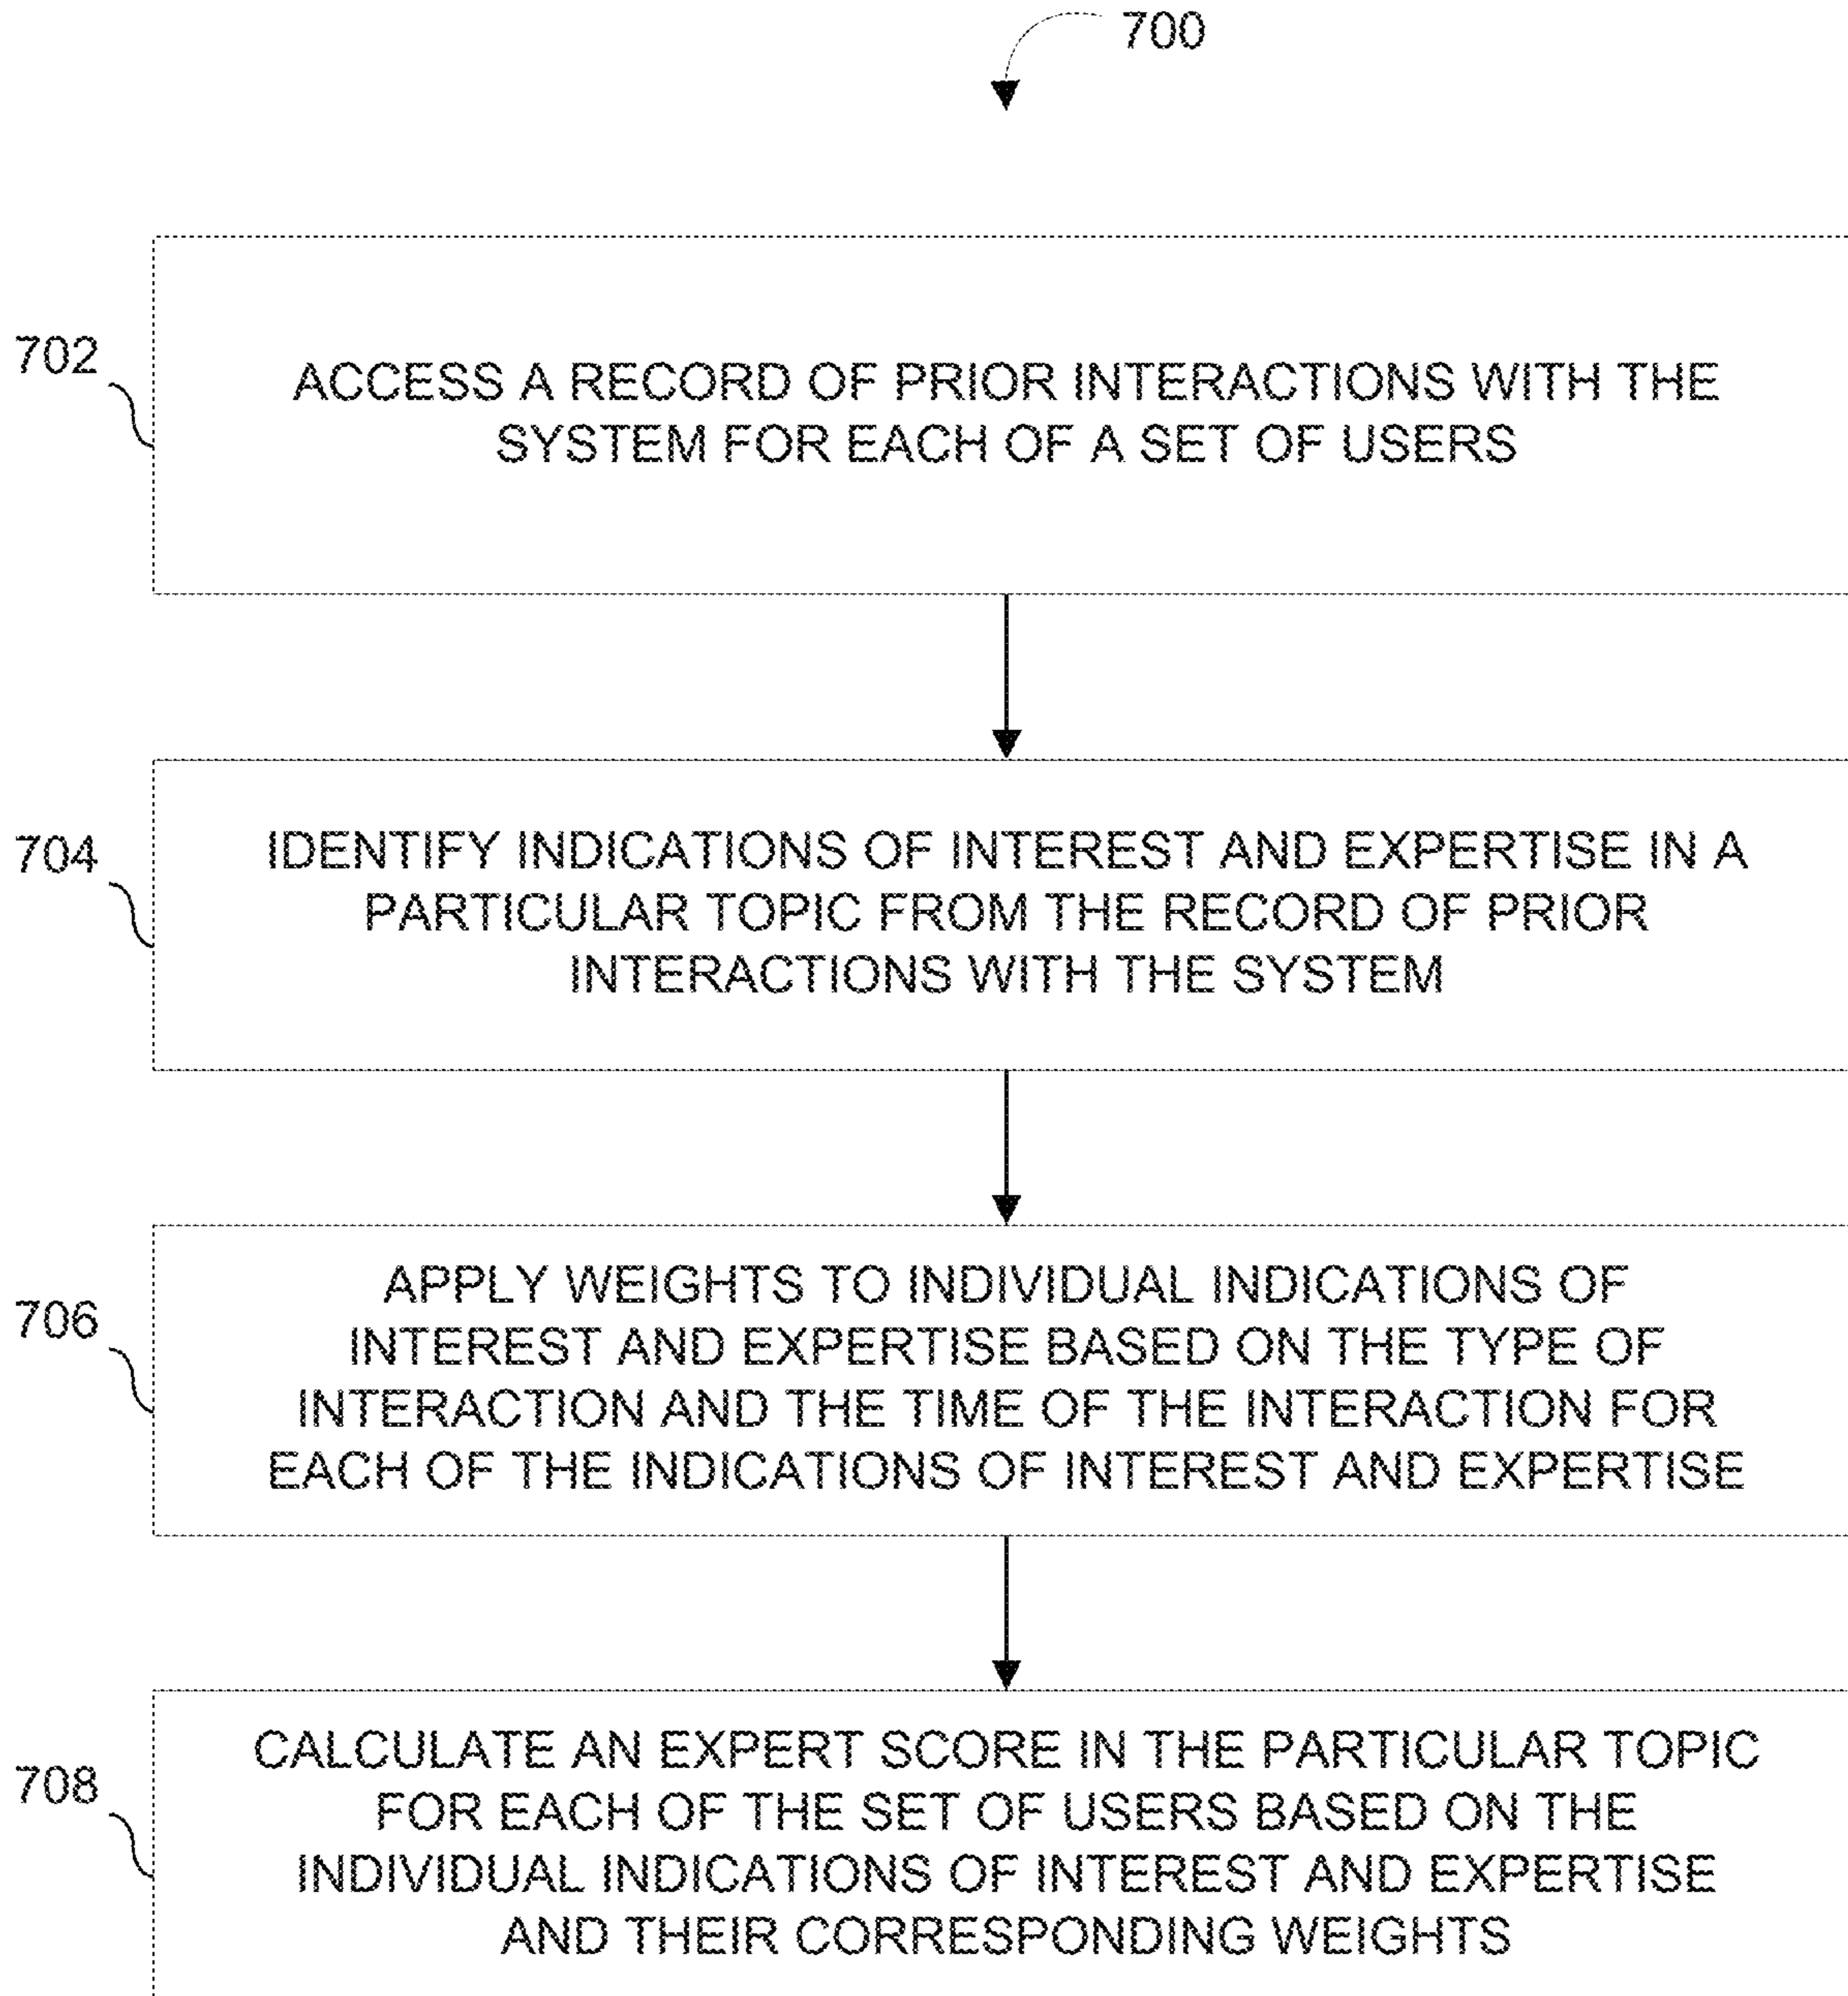 700
702
ACCESS A RECORD OF PRIOR INTERACTIONS WITH THE
SYSTEM FOR EACH OF A SET OF USERS
704
IDENTIFY INDICATIONS OF INTEREST AND EXPERTISE IN A
PARTICULAR TOPIC FROM THE RECORD OF PRIOR
INTERACTIONS WITH THE SYSTEM
706
APPLY WEIGHTS TO INDIVIDUAL INDICATIONS OF
INTEREST AND EXPERTISE BASED ON THE TYPE OF
INTERACTION AND THE TIME OF THE INTERACTION FOR
EACH OF THE INDICATIONS OF INTEREST AND EXPERTISE
708
CALCULATE AN EXPERT SCORE IN THE PARTICULAR TOPIC
FOR EACH OF THE SET OF USERS BASED ON THE
INDIVIDUAL INDICATIONS OF INTEREST AND EXPERTISE
AND THEIR CORRESPONDING WEIGHTS